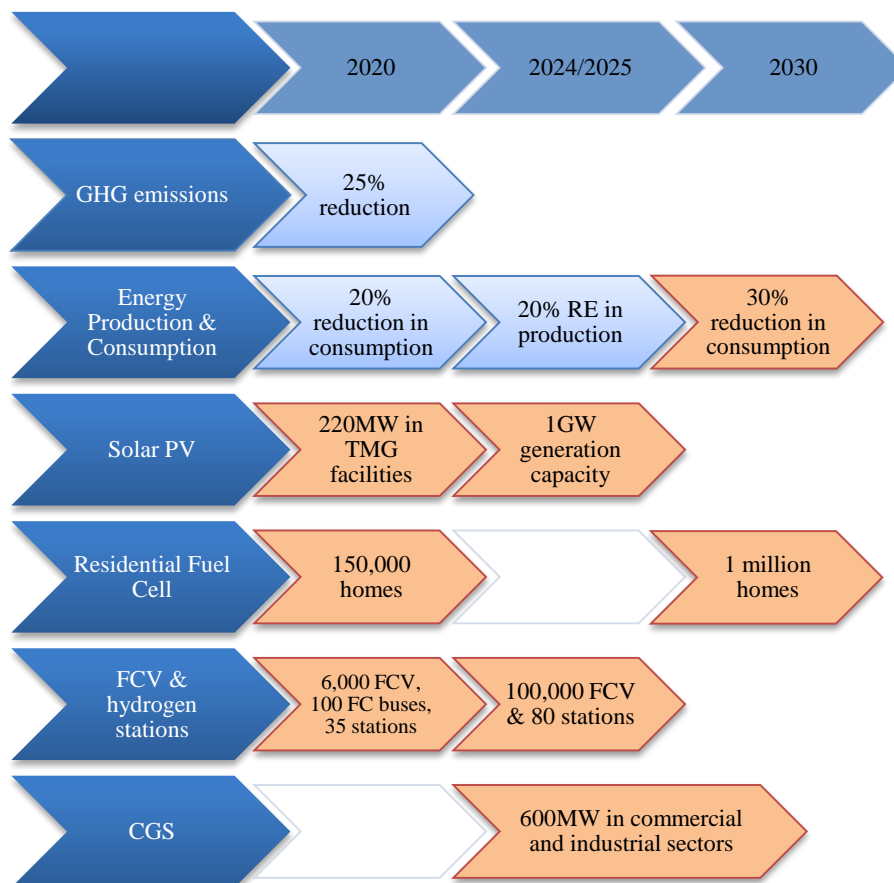 2020
2024/2025
2030
GHG emissions
25%
reduction
Energy
Production &
Consumption
20%
reduction in
consumption
20% RE in
production
30%
reduction in
consumption
Solar PV
220MW in
TMG
facilities
1GW
generation
capacity
Residential Fuel
Cell
150,000
homes
1 million
homes
FCV &
hydrogen
stations
6,000 FCV,
100 FC buses,
35 stations
100,000 FCV
& 80 stations
CGS
600MW in commercial
and industrial sectors